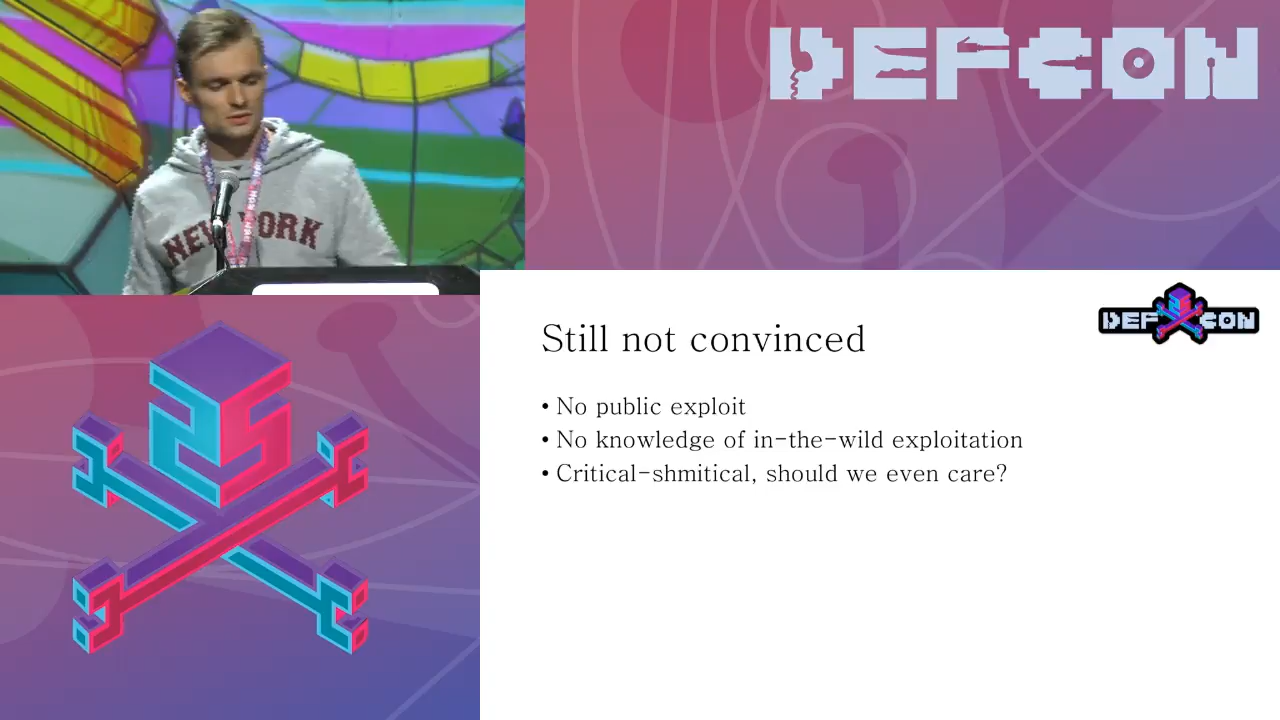 DEFCON
NEW YORK
DEF CON
Still not convinced
• No public exploit
• No knowledge of in-the-wild exploitation
• Critical-shmitical, should we even care?